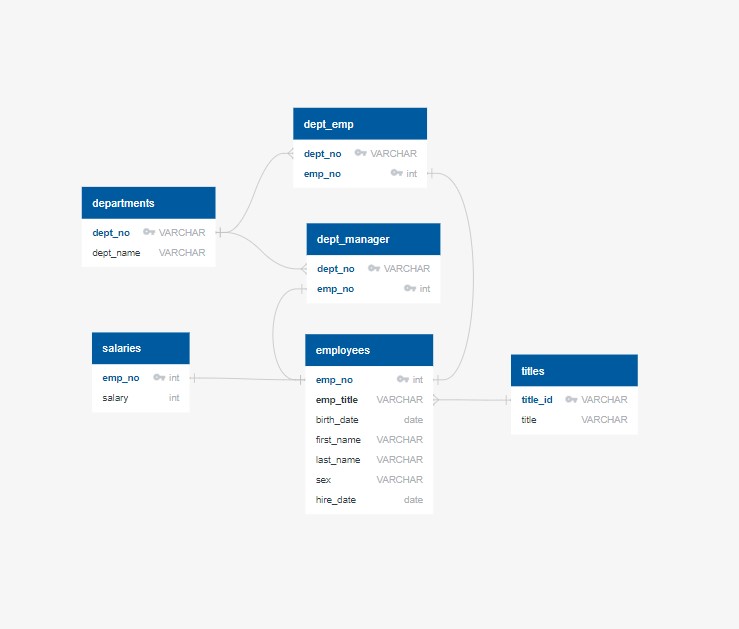 dept_emp
dept_no VARCHAR
emp_no int
departments
dept_no VARCHAR
dept_name VARCHAR
dept_manager
dept_no VARCHAR
emp_no int
salaries
emp_no int
salary int
employees
emp_no int
emp_title VARCHAR
birth_date date
first_name VARCHAR
last_name VARCHAR
sex VARCHAR
hire_date date
titles
title_id VARCHAR
title VARCHAR